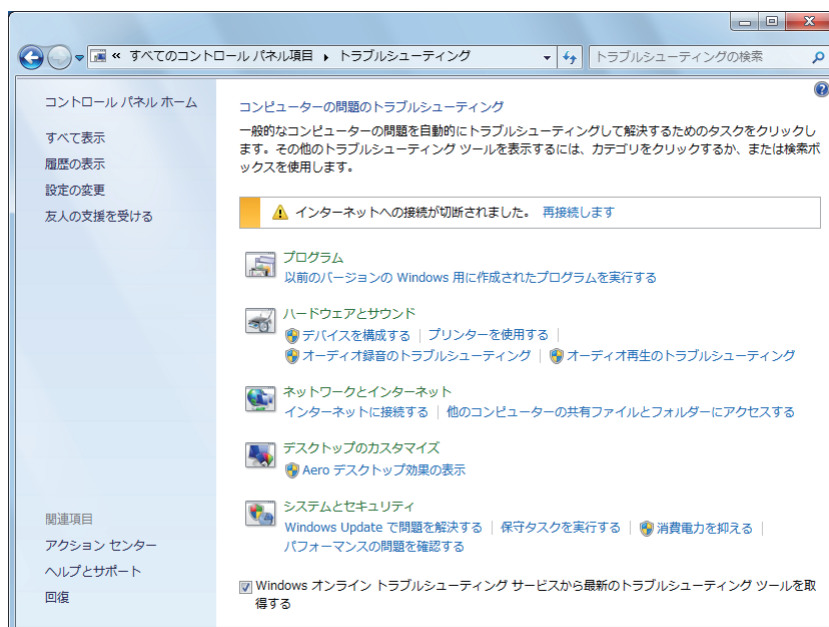 « すべてのコントロール パネル項目 ▸ トラブルシューティング
トラブルシューティングの検索
コントロール パネル ホーム
すべて表示
履歴の表示
設定の変更
友人の支援を受ける
コンピューターの問題のトラブルシューティング
一般的なコンピューターの問題を自動的にトラブルシューティングして解決するためのタスクをクリックし
ます。その他のトラブルシューティング ツールを表示するには、カテゴリをクリックするか、または検索ボ
ックスを使用します。
インターネットへの接続が切断されました。 再接続します
プログラム
以前のバージョンの Windows 用に作成されたプログラムを実行する
ハードウェアとサウンド
デバイスを構成する | プリンターを使用する |
オーディオ録音のトラブルシューティング | オーディオ再生のトラブルシューティング
ネットワークとインターネット
インターネットに接続する | 他のコンピューターの共有ファイルとフォルダーにアクセスする
デスクトップのカスタマイズ
Aero デスクトップ効果の表示
システムとセキュリティ
Windows Update で問題を解決する | 保守タスクを実行する | 消費電力を抑える |
パフォーマンスの問題を確認する
Windows オンライン トラブルシューティング サービスから最新のトラブルシューティング ツールを取
得する
関連項目
アクション センター
ヘルプとサポート
回復